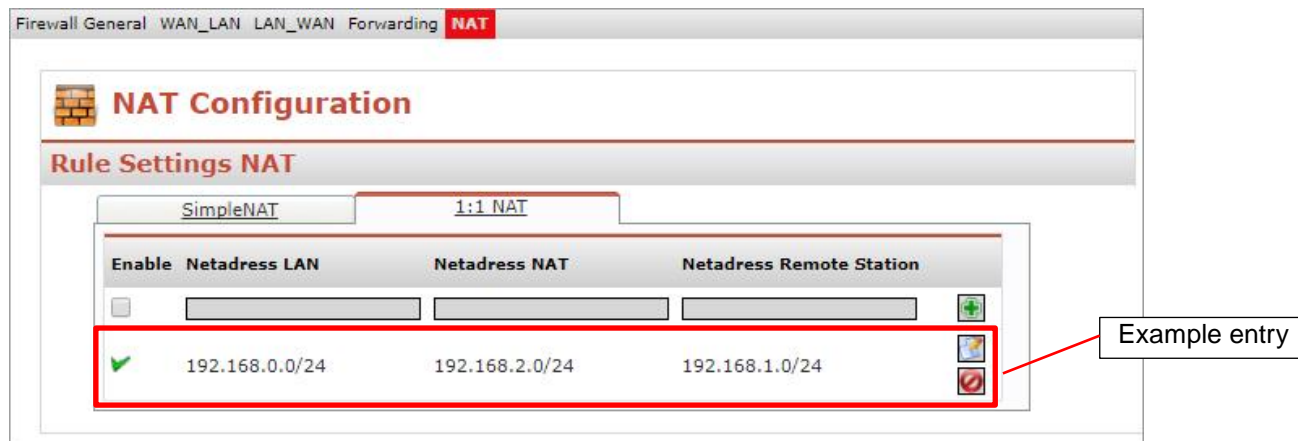 Firewall General WAN_LAN LAN_WAN Forwarding NAT
NAT Configuration
Rule Settings NAT
SimpleNAT 1:1 NAT
Enable Netadress LAN Netadress NAT Netadress Remote Station
192.168.0.0/24 192.168.2.0/24 192.168.1.0/24
Example entry